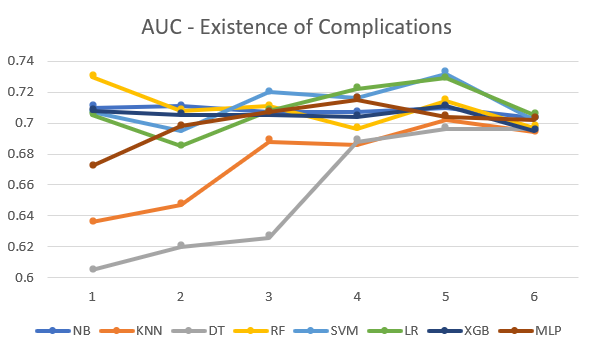 AUC - Existence of Complications
0.74
0.72
0.7
0.68
0.66
0.64
0.62
0.6
1 2 3 4 5 6
NB KNN DT RF SVM LR XGB MLP